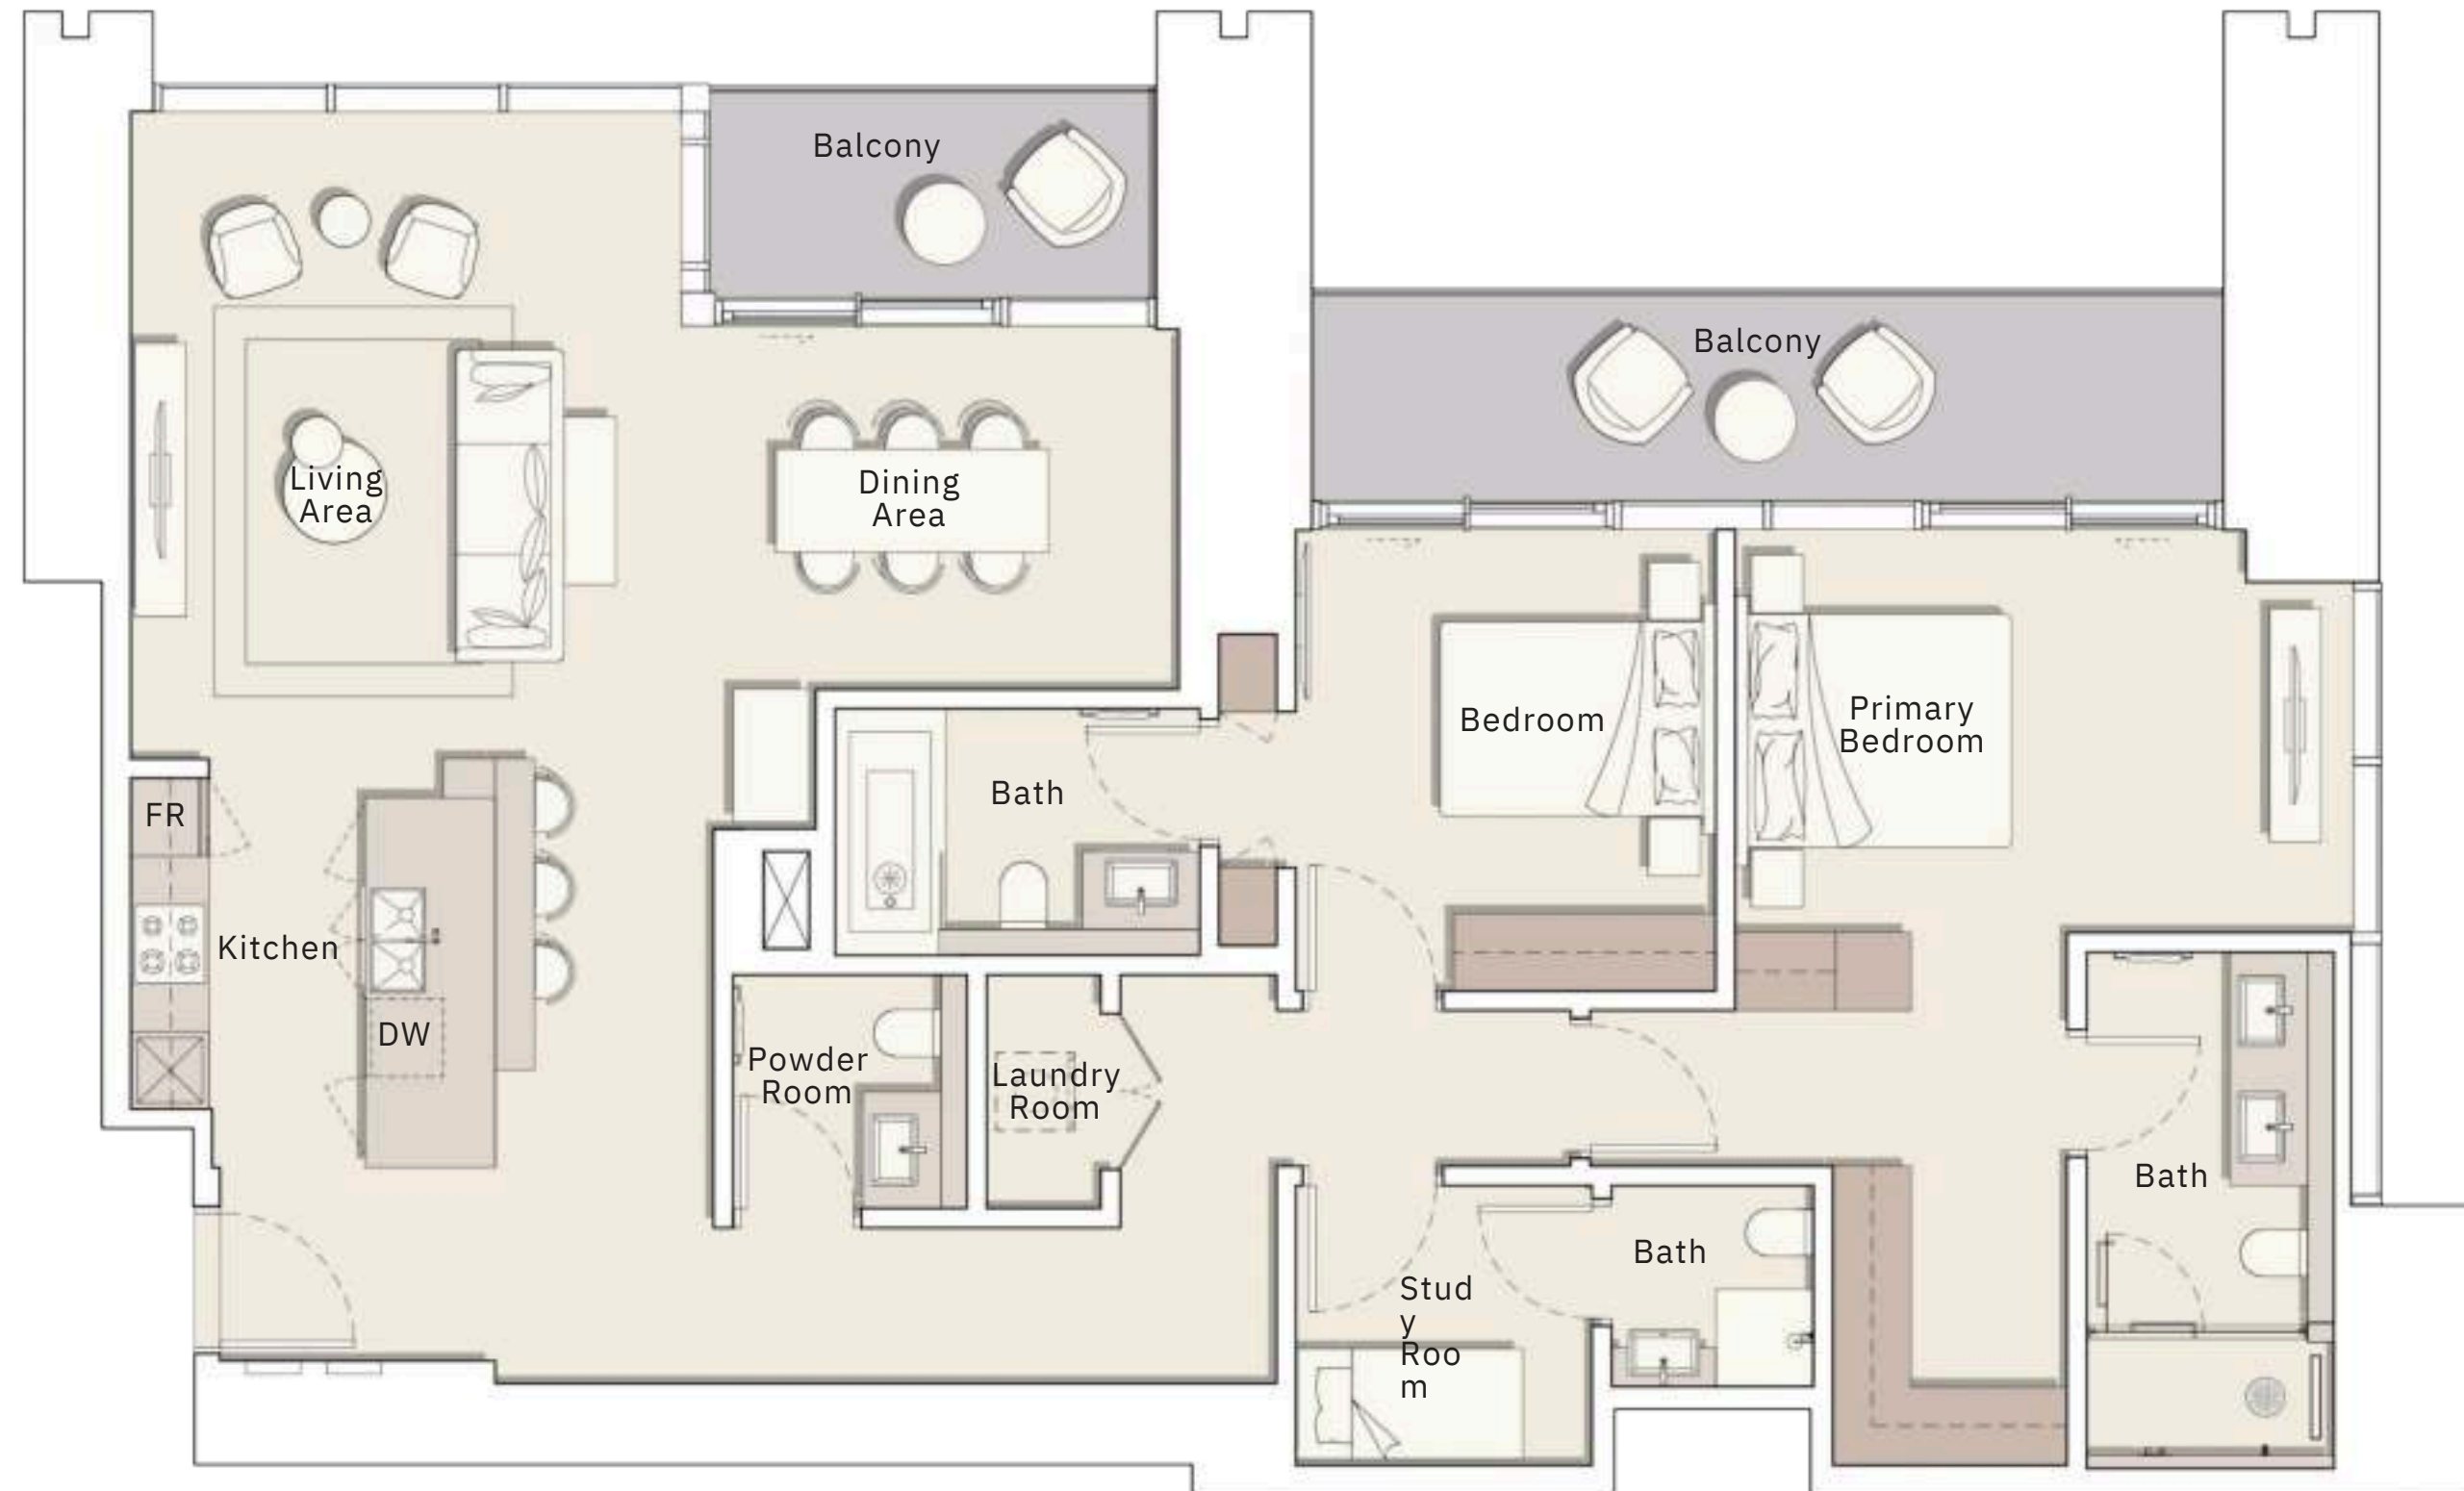 Balcony
Balcony
Living
Area
Dining
Area
Bedroom
Primary
Bedroom
Bath
FR
Kitchen
DW
Powder
Room
Laundry
Room
Bath
Bath
Stud
y
Roo
m